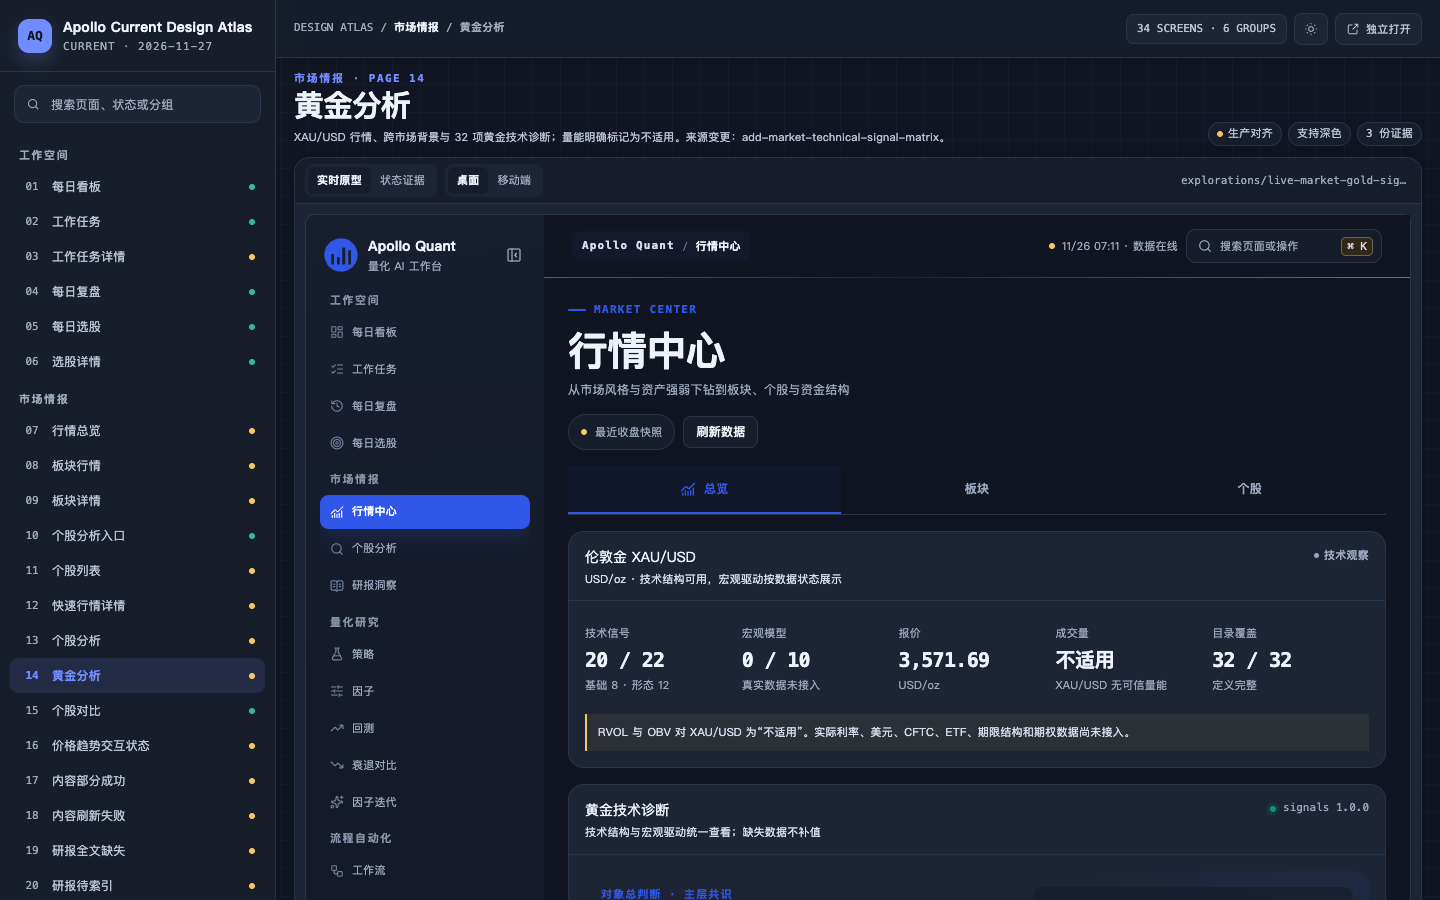 AQ
Apollo Current Design Atlas
CURRENT · 2026-11-27
搜索页面、状态或分组
工作空间
01 每日看板
02 工作任务
03 工作任务详情
04 每日复盘
05 每日选股
06 选股详情
市场情报
07 行情总览
08 板块行情
09 板块详情
10 个股分析入口
11 个股列表
12 快速行情详情
13 个股分析
14 黄金分析
15 个股对比
16 价格趋势交互状态
17 内容部分成功
18 内容刷新失败
19 研报全文缺失
20 研报待索引
DESIGN ATLAS / 市场情报 / 黄金分析
34 SCREENS · 6 GROUPS
独立打开
市场情报 · PAGE 14
黄金分析
XAU/USD 行情、跨市场背景与 32 项黄金技术诊断；量能明确标记为不适用。来源变更：add-market-technical-signal-matrix。
生产对齐
支持深色
3 份证据
实时原型
状态证据
桌面
移动端
explorations/live-market-gold-sig…
Apollo Quant
量化 AI 工作台
工作空间
每日看板
工作任务
每日复盘
每日选股
市场情报
行情中心
个股分析
研报洞察
量化研究
策略
因子
回测
衰退对比
因子迭代
流程自动化
工作流
Apollo Quant / 行情中心
11/26 07:11 · 数据在线
搜索页面或操作
⌘ K
MARKET CENTER
行情中心
从市场风格与资产强弱下钻到板块、个股与资金结构
最近收盘快照
刷新数据
总览
板块
个股
伦敦金 XAU/USD
USD/oz · 技术结构可用，宏观驱动按数据状态展示
技术观察
技术信号
20 / 22
基础 8 · 形态 12
宏观模型
0 / 10
真实数据未接入
报价
3,571.69
USD/oz
成交量
不适用
XAU/USD 无可信量能
目录覆盖
32 / 32
定义完整
RVOL 与 OBV 对 XAU/USD 为“不适用”。实际利率、美元、CFTC、ETF、期限结构和期权数据尚未接入。
黄金技术诊断
技术结构与宏观驱动统一查看；缺失数据不补值
signals 1.0.0
对象总判断 · 主层共识